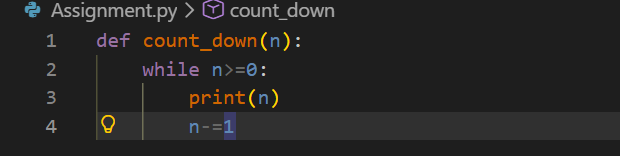 Assignment.py > count_down
1 def count_down(n):
2     while n>=0:
3         print(n)
4         n-=1